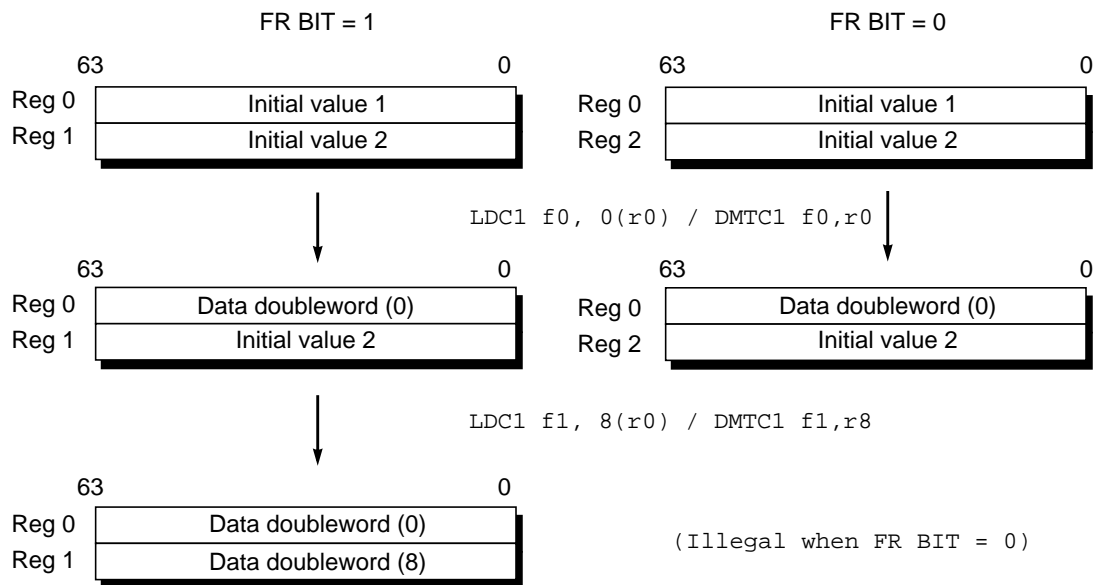 FR BIT = 1
FR BIT = 0
63 0
63 0
Reg 0 Initial value 1
Reg 0 Initial value 1
Reg 1 Initial value 2
Reg 2 Initial value 2
LDC1 f0, 0(r0) / DMTC1 f0,r0
63 0
63 0
Reg 0 Data doubleword (0)
Reg 0 Data doubleword (0)
Reg 1 Initial value 2
Reg 2 Initial value 2
LDC1 f1, 8(r0) / DMTC1 f1,r8
63 0
Reg 0 Data doubleword (0)
Reg 1 Data doubleword (8)
(Illegal when FR BIT = 0)